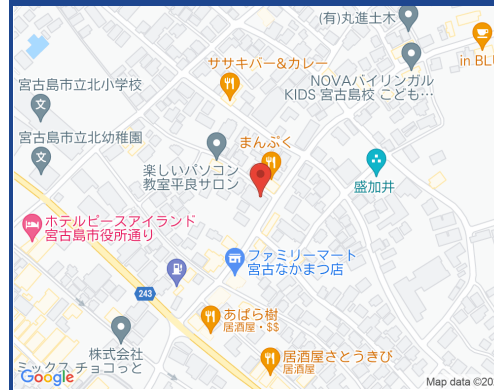 (有)丸進土木
in BLU
ササキバー&カレー
NOVAバイリンガル
KIDS 宮古島校 こども…
宮古島市立北小学校
文
宮古島市立北幼稚園
文
まんぷく
楽しいパソコン
教室平良サロン
盛加井
ホテルピースアイランド
宮古島市役所通り
ファミリーマート
宮古なかまつ店
243
あぱら樹
居酒屋・$$
株式会社
ミックス チョコっと
居酒屋さとうきび
居酒屋
Google
Map data ©20